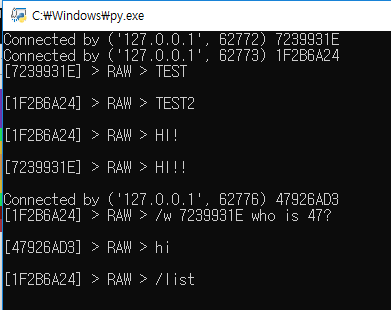 C:₩Windows₩py.exe
Connected by ('127.0.0.1', 62772) 7239931E
Connected by ('127.0.0.1', 62773) 1F2B6A24
[7239931E] > RAW > TEST
[1F2B6A24] > RAW > TEST2
[1F2B6A24] > RAW > HI!
[7239931E] > RAW > HI!!
Connected by ('127.0.0.1', 62776) 47926AD3
[1F2B6A24] > RAW > /w 7239931E who is 47?
[47926AD3] > RAW > hi
[1F2B6A24] > RAW > /list